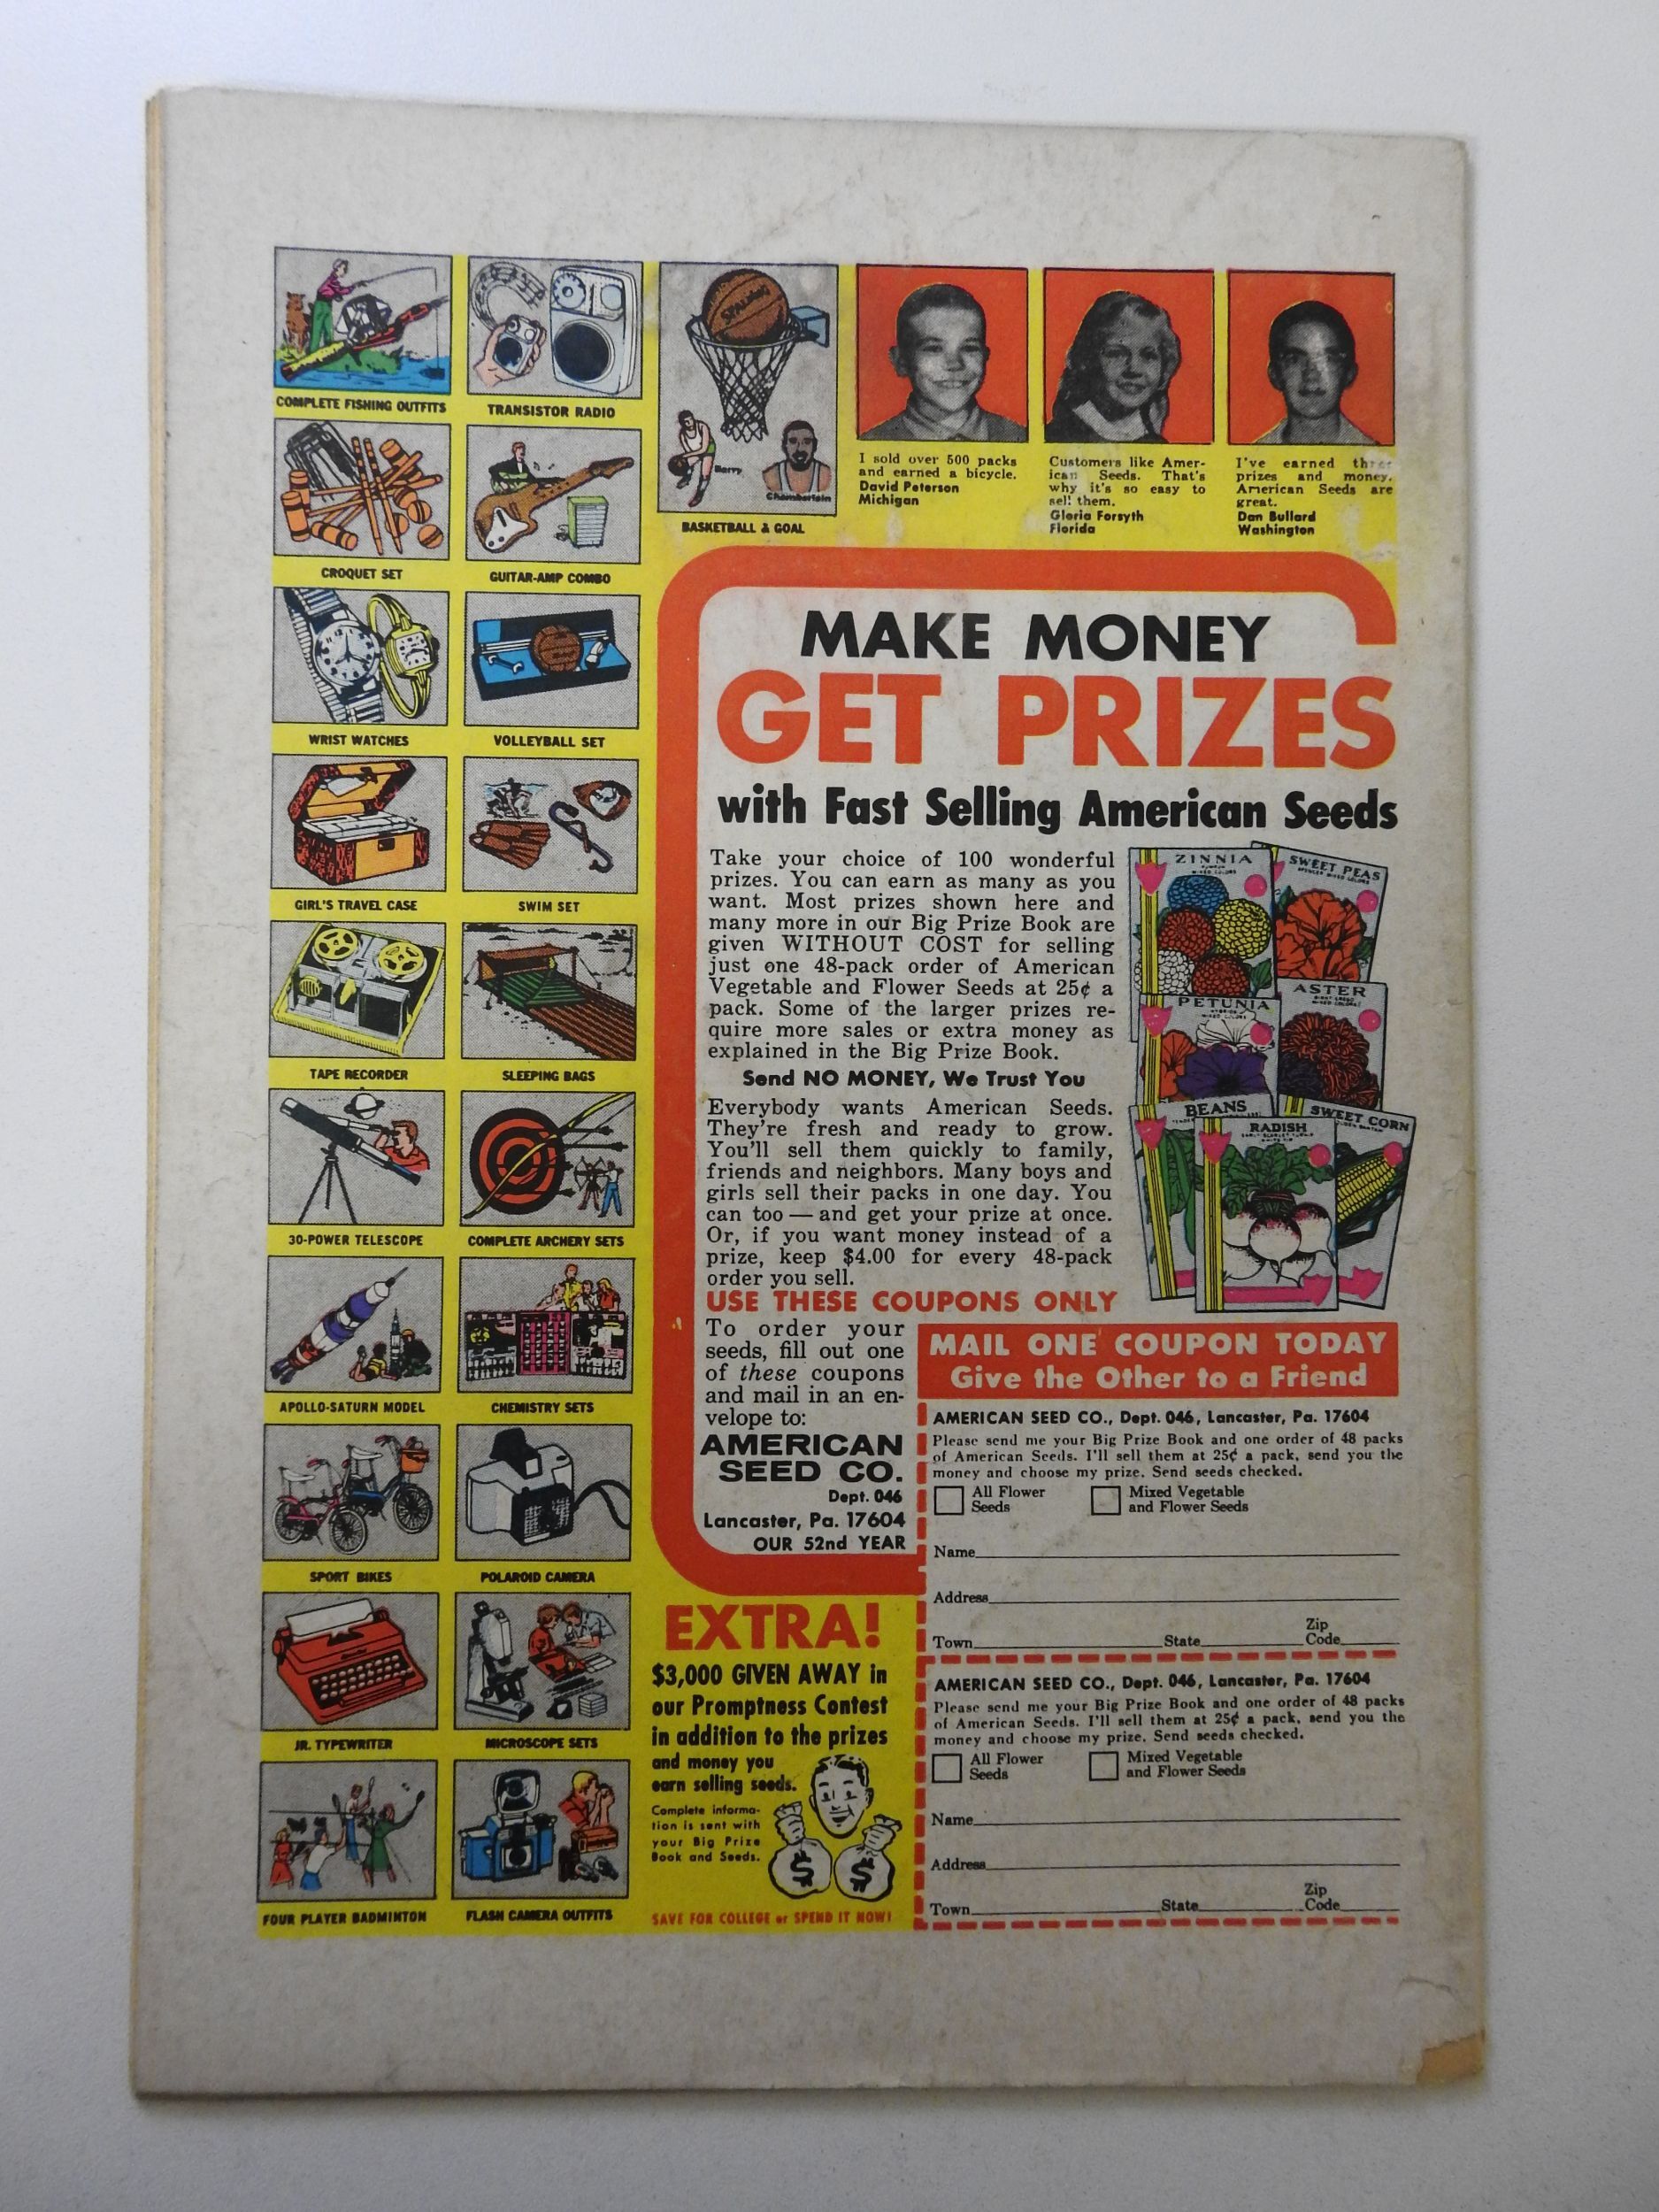 COMPLETE FISHING OUTFITS
TRANSISTOR RADIO
SPALDING
Barry
Chamberlain
BASKETBALL & GOAL
CROQUET SET
GUITAR-AMP COMBO
WRIST WATCHES
VOLLEYBALL SET
GIRL'S TRAVEL CASE
SWIM SET
TAPE RECORDER
SLEEPING BAGS
30-POWER TELESCOPE
COMPLETE ARCHERY SETS
APOLLO-SATURN MODEL
CHEMISTRY SETS
SPORT BIKES
POLAROID CAMERA
JR. TYPEWRITER
MICROSCOPE SETS
FOUR PLAYER BADMINTON
FLASH CAMERA OUTFITS
I sold over 500 packs
and earned a bicycle.
David Peterson
Michigan
Customers like Amer-
ican Seeds. That's
why it's so easy to
sell them.
Gloria Forsyth
Florida
I've earned three
prizes and money.
American Seeds are
great.
Dan Bullard
Washington
MAKE MONEY
GET PRIZES
with Fast Selling American Seeds
Take your choice of 100 wonderful
prizes. You can earn as many as you
want. Most prizes shown here and
many more in our Big Prize Book are
given WITHOUT COST for selling
just one 48-pack order of American
Vegetable and Flower Seeds at 25¢ a
pack. Some of the larger prizes re-
quire more sales or extra money as
explained in the Big Prize Book.
Send NO MONEY, We Trust You
Everybody wants American Seeds.
They're fresh and ready to grow.
You'll sell them quickly to family,
friends and neighbors. Many boys and
girls sell their packs in one day. You
can too — and get your prize at once.
Or, if you want money instead of a
prize, keep $4.00 for every 48-pack
order you sell.
ZINNIA
MIXED COLORS
SWEET PEAS
SPENCER MIXED COLORS
PETUNIA
MIXED COLORS
ASTER
MIXED COLORS
BEANS
RADISH
SWEET CORN
USE THESE COUPONS ONLY
To order your
seeds, fill out one
of these coupons
and mail in an en-
velope to:
AMERICAN
SEED CO.
Dept. 046
Lancaster, Pa. 17604
OUR 52nd YEAR
MAIL ONE COUPON TODAY
Give the Other to a Friend
AMERICAN SEED CO., Dept. 046, Lancaster, Pa. 17604
Please send me your Big Prize Book and one order of 48 packs
of American Seeds. I'll sell them at 25¢ a pack, send you the
money and choose my prize. Send seeds checked.
All Flower Seeds
Mixed Vegetable and Flower Seeds
Name
Address
Town State Zip Code
AMERICAN SEED CO., Dept. 046, Lancaster, Pa. 17604
Please send me your Big Prize Book and one order of 48 packs
of American Seeds. I'll sell them at 25¢ a pack, send you the
money and choose my prize. Send seeds checked.
All Flower Seeds
Mixed Vegetable and Flower Seeds
Name
Address
Town State Zip Code
EXTRA!
$3,000 GIVEN AWAY in
our Promptness Contest
in addition to the prizes
and money you
earn selling seeds.
Complete informa-
tion is sent with
your Big Prize
Book and Seeds.
$ $
SAVE FOR COLLEGE or SPEND IT NOW!